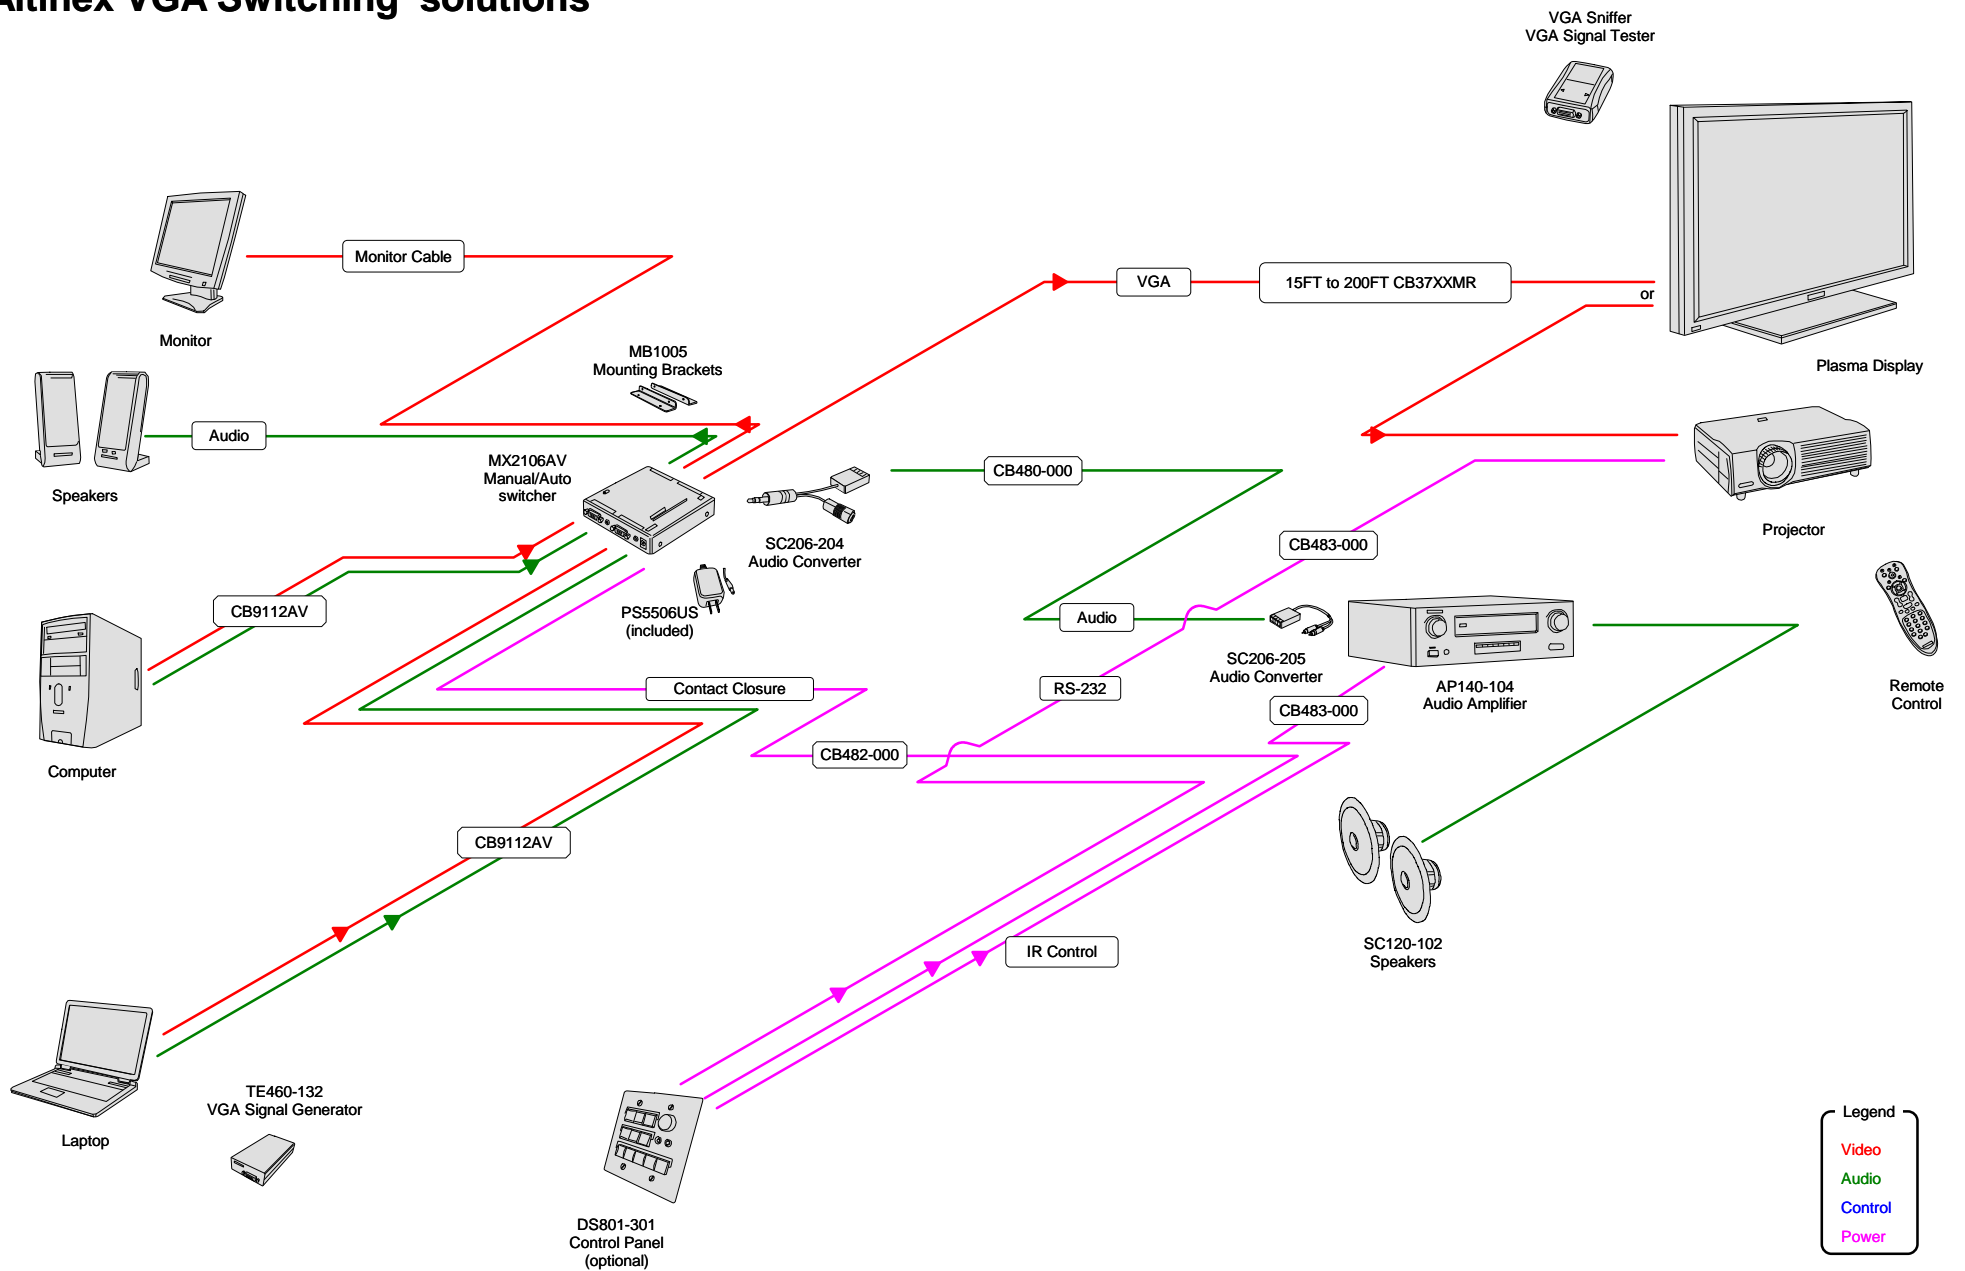 VGA Switching solutions
VGA Sniffer
VGA Signal Tester
Monitor Cable
VGA
15FT to 200FT CB37XXMR
or
Monitor
MB1005
Mounting Brackets
Plasma Display
Audio
MX2106AV
Manual/Auto
switcher
CB480-000
Speakers
SC206-204
Audio Converter
CB483-000
Projector
CB9112AV
PS5506US
(included)
Audio
SC206-205
Audio Converter
RS-232
Contact Closure
AP140-104
Audio Amplifier
CB483-000
Remote
Control
CB482-000
Computer
CB9112AV
IR Control
SC120-102
Speakers
TE460-132
VGA Signal Generator
Laptop
DS801-301
Control Panel
(optional)
Legend
Video
Audio
Control
Power